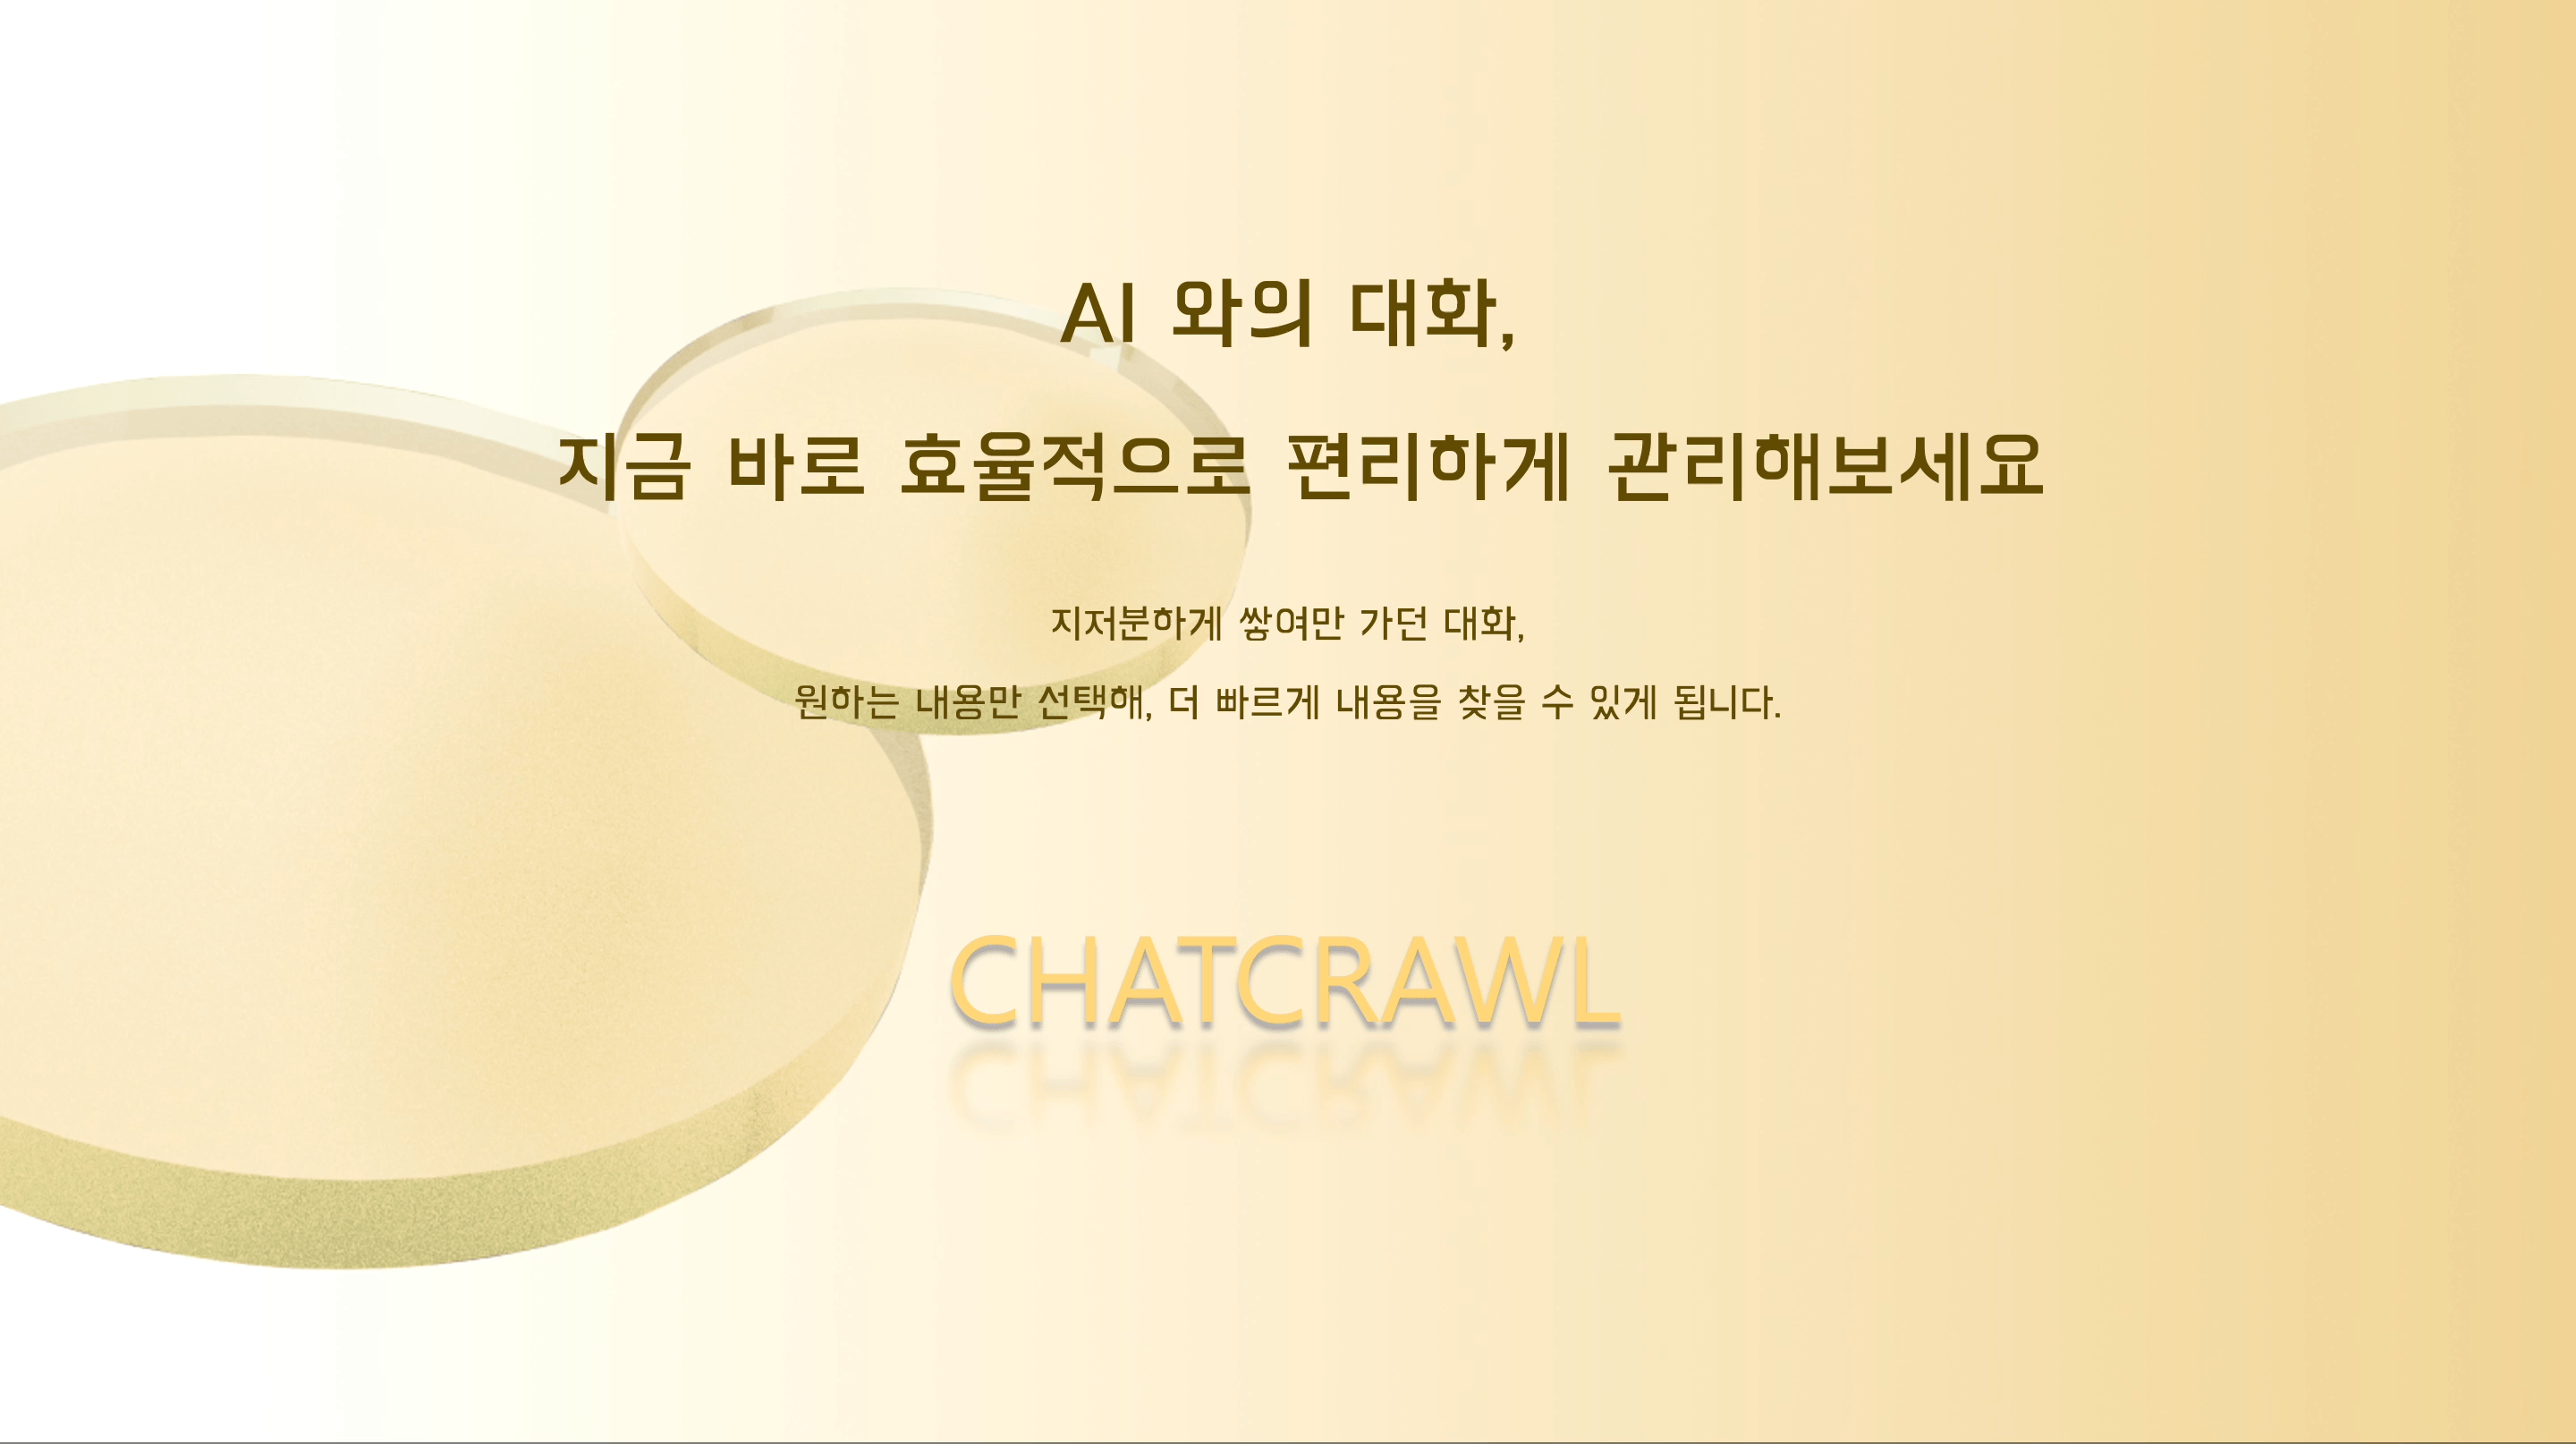 AI 와의 대화,
지금 바로 효율적으로 편리하게 관리해보세요
지저분하게 쌓여만 가던 대화,
원하는 내용만 선택해, 더 빠르게 내용을 찾을 수 있게 됩니다.
CHATCRAWL